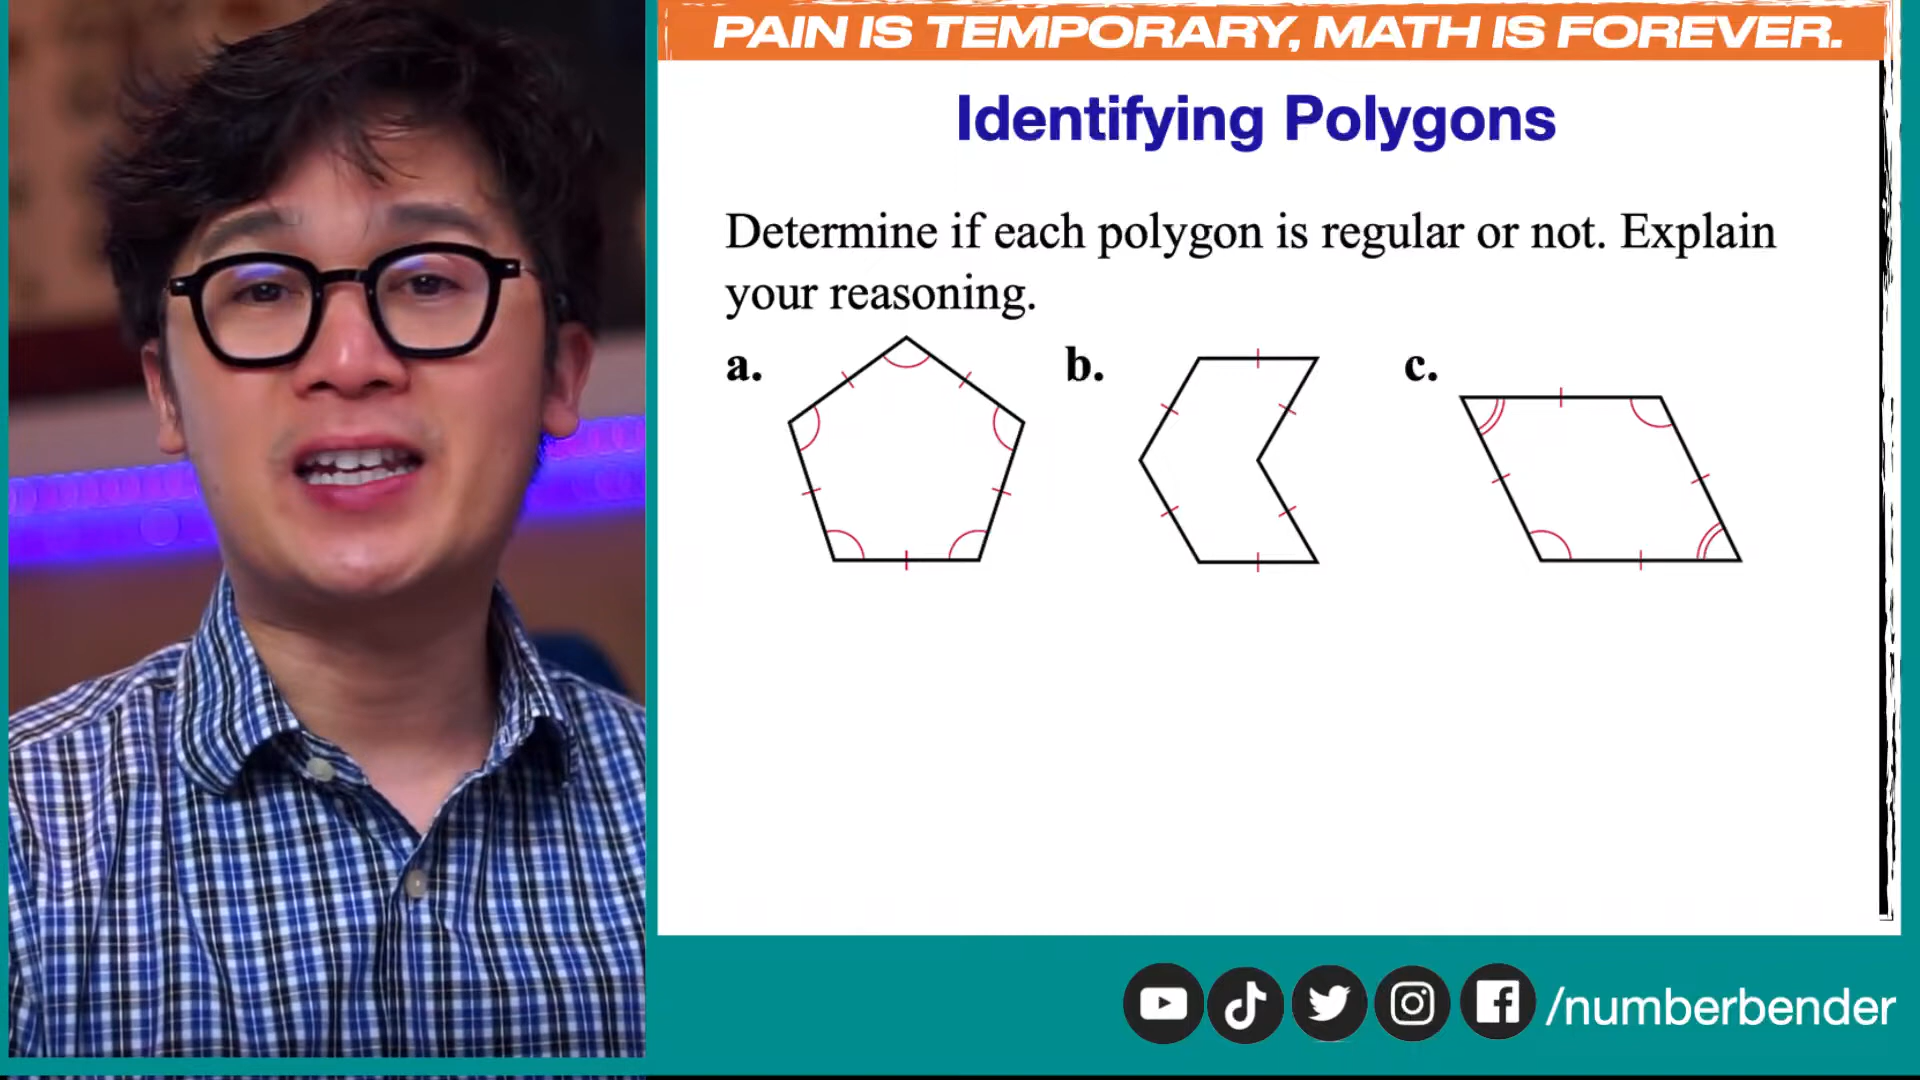 PAIN IS TEMPORARY, MATH IS FOREVER.
Identifying Polygons
Determine if each polygon is regular or not. Explain
your reasoning.
a. b. c.
/numberbender